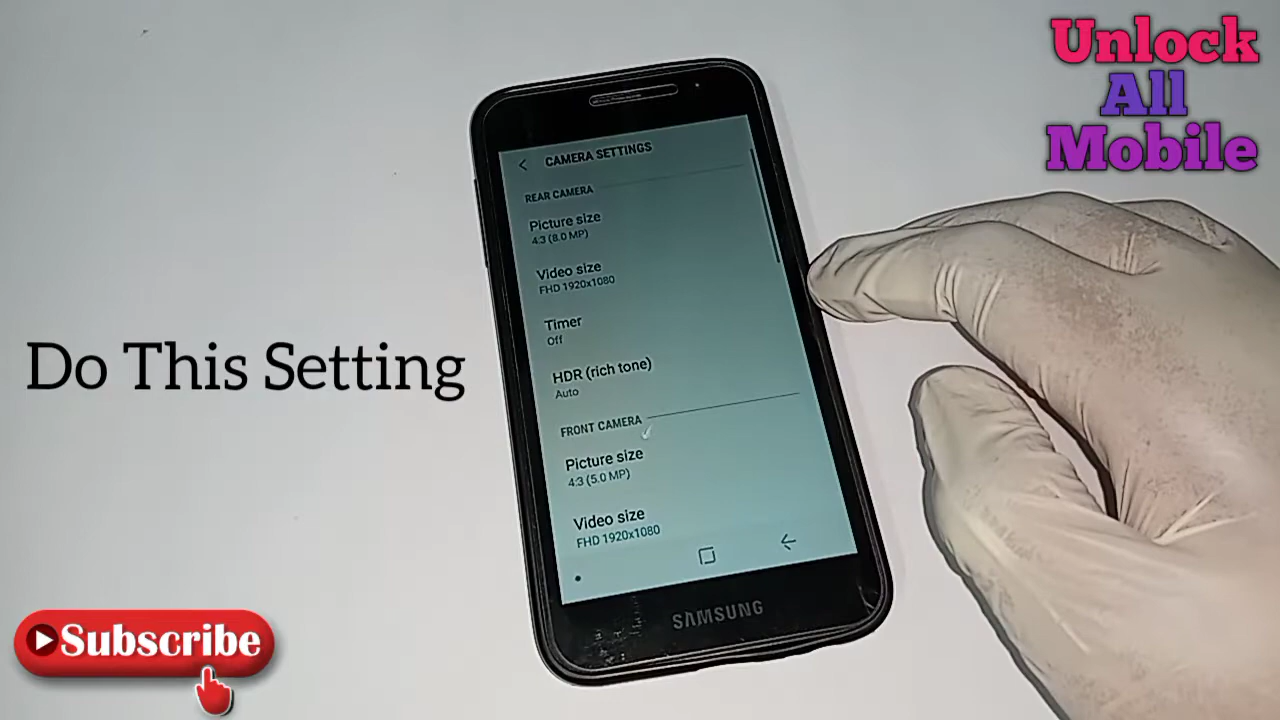 Unlock
All
Mobile
CAMERA SETTINGS
REAR CAMERA
Picture size
4:3 (8.0 MP)
Video size
FHD 1920x1080
Timer
Off
HDR (rich tone)
Auto
FRONT CAMERA
Picture size
4:3 (5.0 MP)
Video size
FHD 1920x1080
SAMSUNG
Do This Setting
Subscribe